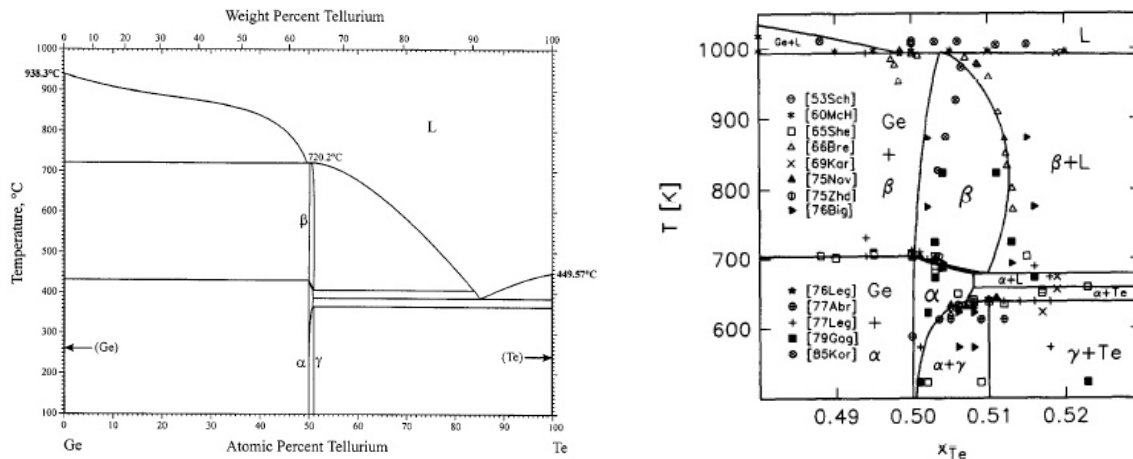 Weight Percent Tellurium
0 10 20 30 40 50 60 70 80 90 100
1000
938.3°C
900
800
700
600
500
400
300
200
100
720.2°C
449.57°C
L
β
α
γ
(Ge)
(Te)
Temperature, °C
0 10 20 30 40 50 60 70 80 90 100
Ge
Atomic Percent Tellurium
Te
Ge+L
L
1000
900
800
700
600
T [K]
[53Sch]
[60McH]
[65She]
[66Bre]
[69Kar]
[75Nov]
[75Zhd]
[76Big]
Ge
+
β
β
β+L
α+L
α+Te
[76Leg]
[77Abr]
[77Leg]
[79Gog]
[85Kor]
Ge
+
α
α
α+γ
γ+Te
0.49 0.50 0.51 0.52
xTe